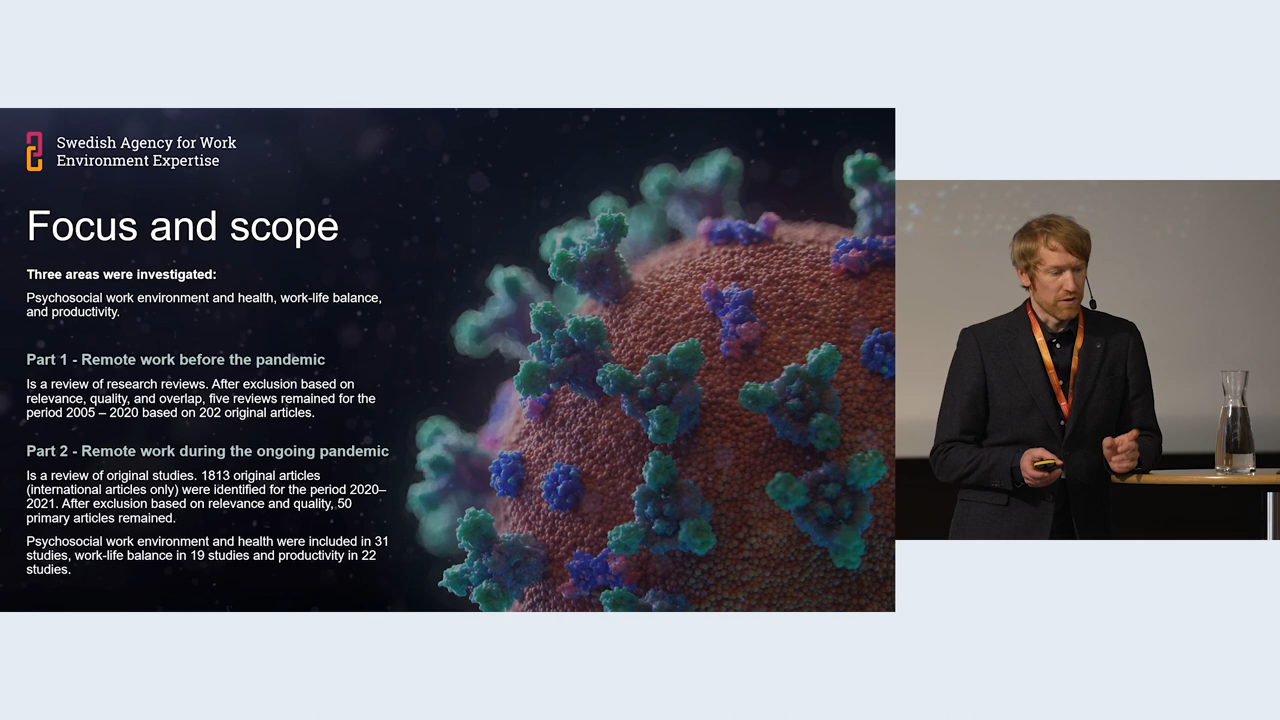 Swedish Agency for Work
Environment Expertise
Focus and scope
Three areas were investigated:
Psychosocial work environment and health, work-life balance,
and productivity.
Part 1 - Remote work before the pandemic
Is a review of research reviews. After exclusion based on
relevance, quality, and overlap, five reviews remained for the
period 2005 – 2020 based on 202 original articles.
Part 2 - Remote work during the ongoing pandemic
Is a review of original studies. 1813 original articles
(international articles only) were identified for the period 2020–
2021. After exclusion based on relevance and quality, 50
primary articles remained.
Psychosocial work environment and health were included in 31
studies, work-life balance in 19 studies and productivity in 22
studies.